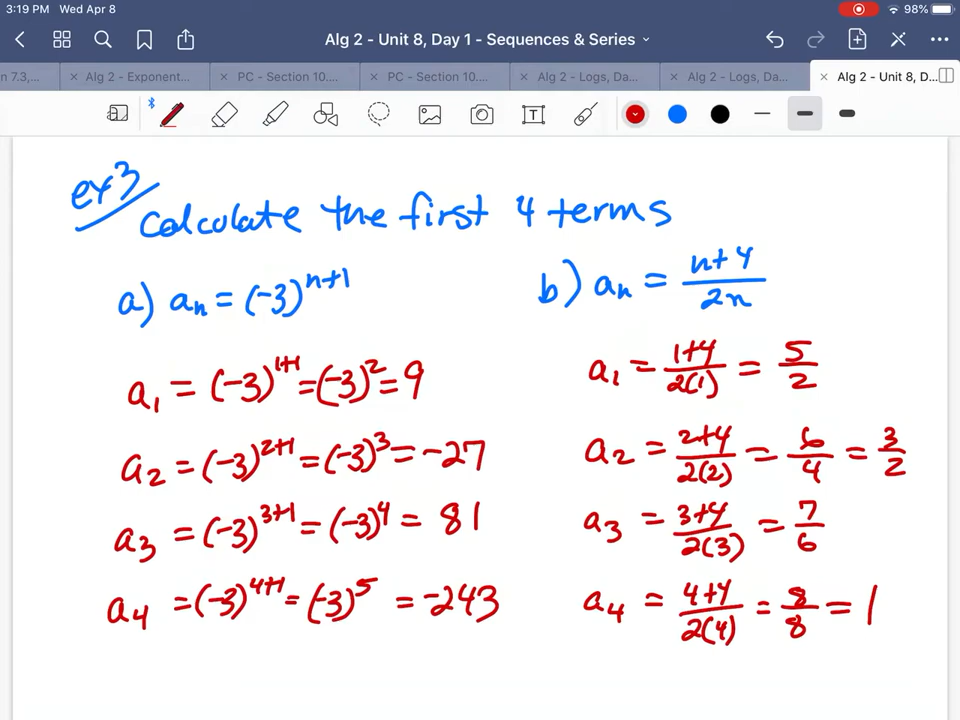 3:19 PM Wed Apr 8
98%
Alg 2 - Unit 8, Day 1 - Sequences & Series
n 7.3,...
Alg 2 - Exponent...
PC - Section 10....
PC - Section 10....
Alg 2 - Logs, Da...
Alg 2 - Logs, Da...
Alg 2 - Unit 8, D...
T
ex3
Calculate the first 4 terms
a) aₙ = (-3)ⁿ⁺¹
a₁ = (-3)¹⁺¹ = (-3)² = 9
a₂ = (-3)²⁺¹ = (-3)³ = -27
a₃ = (-3)³⁺¹ = (-3)⁴ = 81
a₄ = (-3)⁴⁺¹ = (-3)⁵ = -243
b) aₙ = (n+4)/(2n)
a₁ = (1+4)/(2(1)) = 5/2
a₂ = (2+4)/(2(2)) = 6/4 = 3/2
a₃ = (3+4)/(2(3)) = 7/6
a₄ = (4+4)/(2(4)) = 8/8 = 1